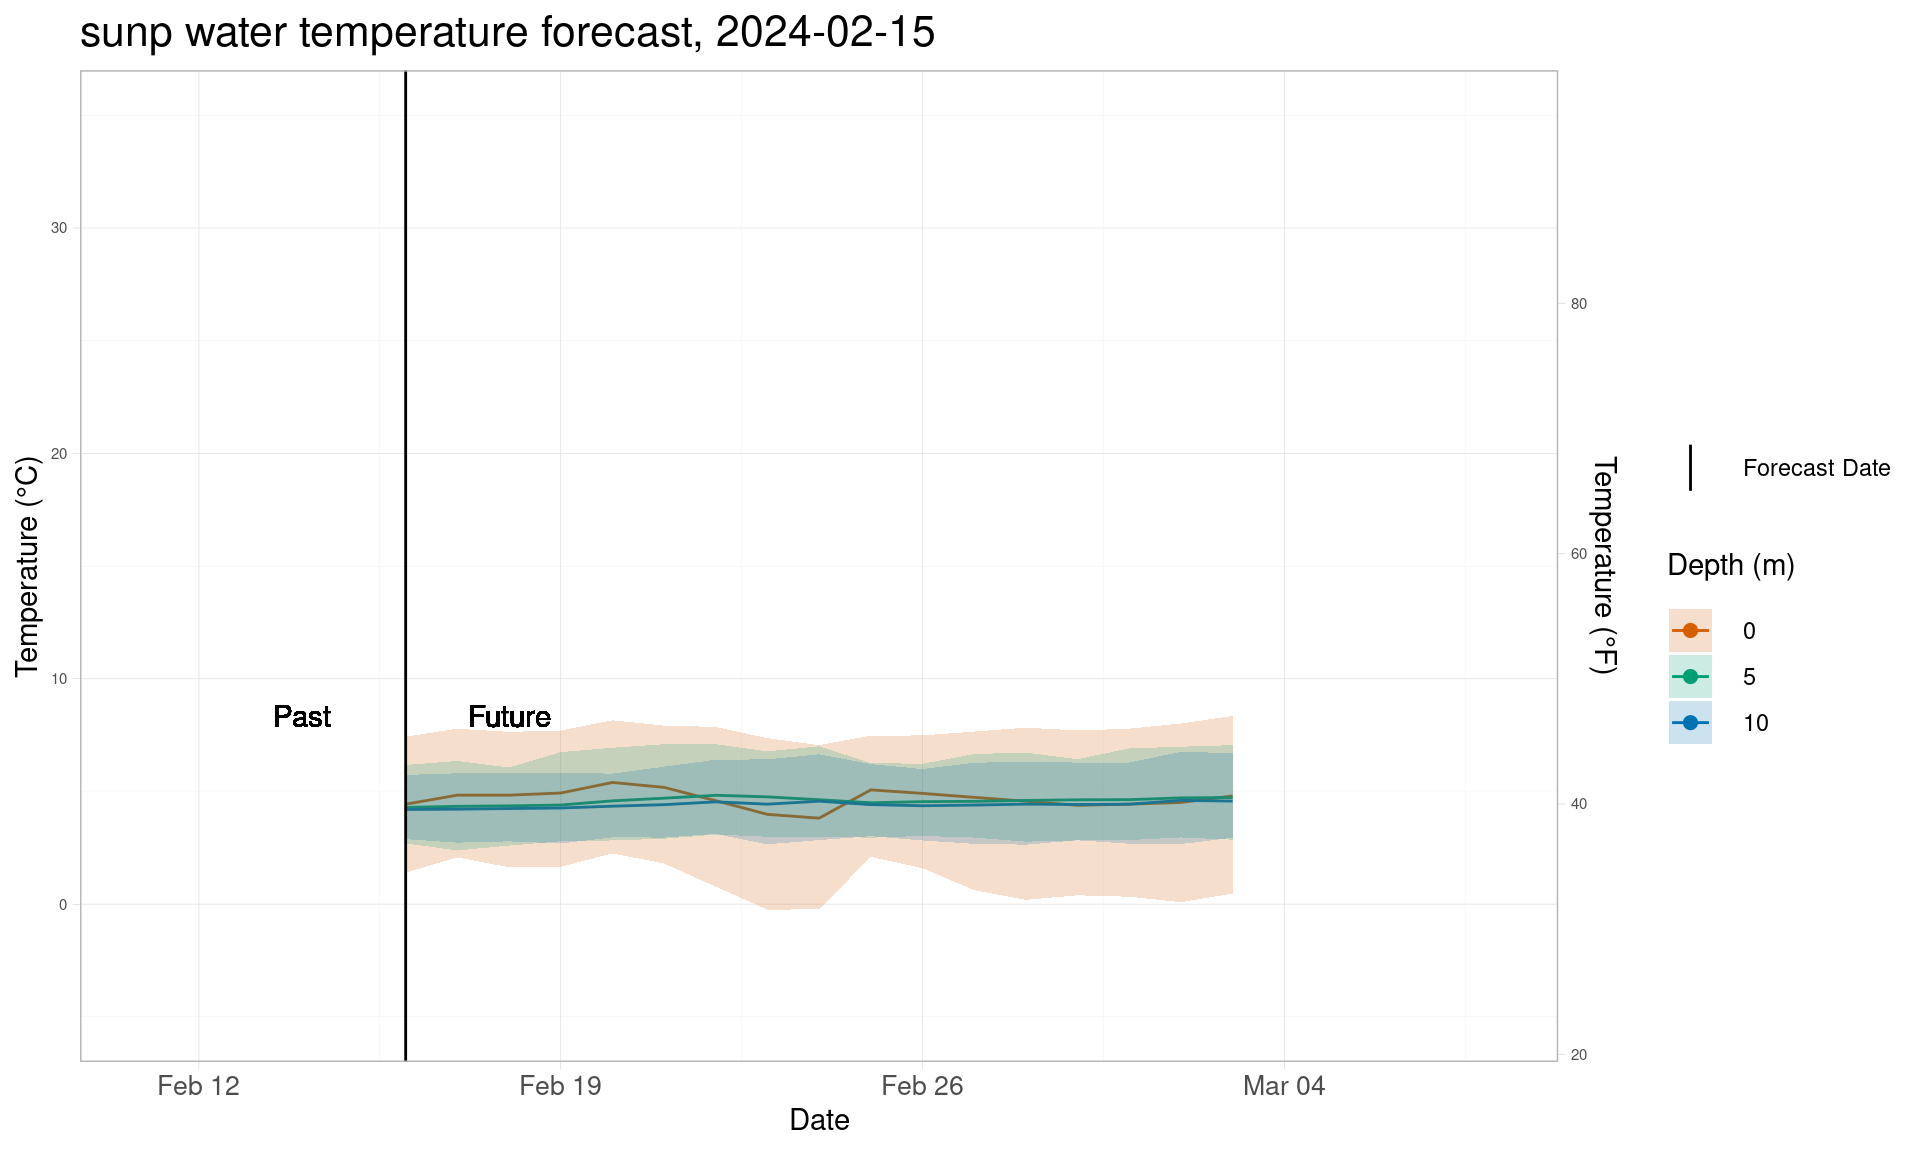 sunp water temperature forecast, 2024-02-15
Temperature (°C)
30
20
10
0
Past
Future
80
60
40
20
Temperature (°F)
Feb 12
Feb 19
Feb 26
Mar 04
Date
Forecast Date
Depth (m)
0
5
10